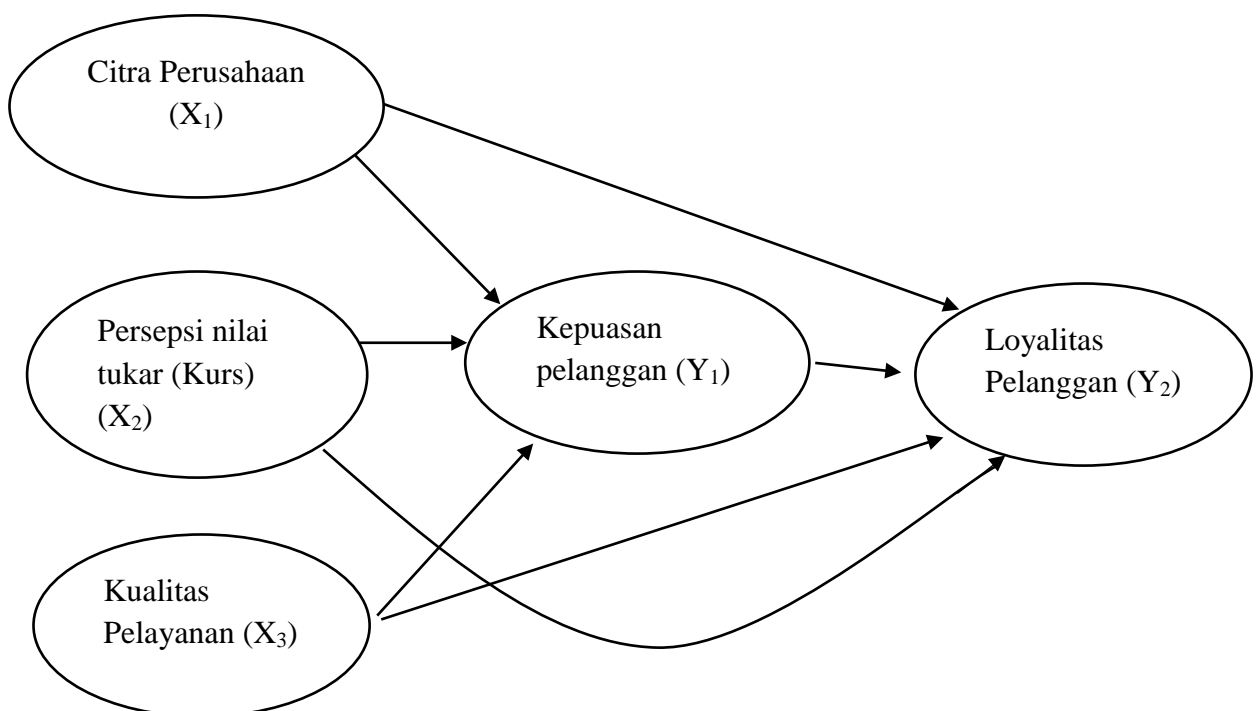 Citra Perusahaan
(X₁)
Persepsi nilai
tukar (Kurs)
(X₂)
Kualitas
Pelayanan (X₃)
Kepuasan
pelanggan (Y₁)
Loyalitas
Pelanggan (Y₂)